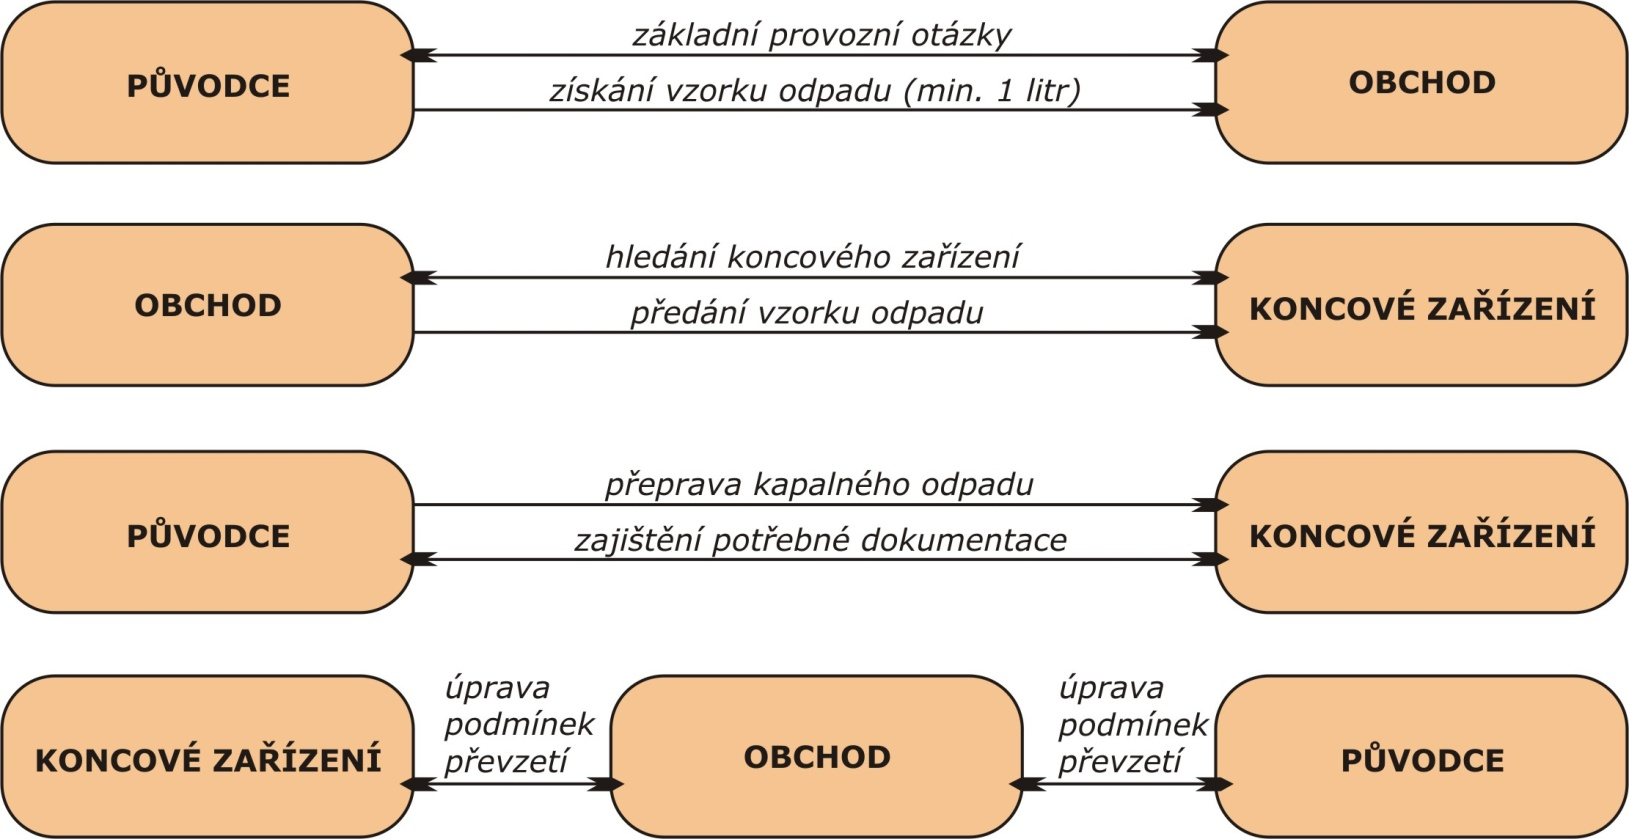 PŮVODCE
základní provozní otázky
získání vzorku odpadu (min. 1 litr)
OBCHOD
OBCHOD
hledání koncového zařízení
předání vzorku odpadu
KONCOVÉ ZAŘÍZENÍ
PŮVODCE
přeprava kapalného odpadu
zajištění potřebné dokumentace
KONCOVÉ ZAŘÍZENÍ
KONCOVÉ ZAŘÍZENÍ
úprava
podmínek
převzetí
OBCHOD
úprava
podmínek
převzetí
PŮVODCE